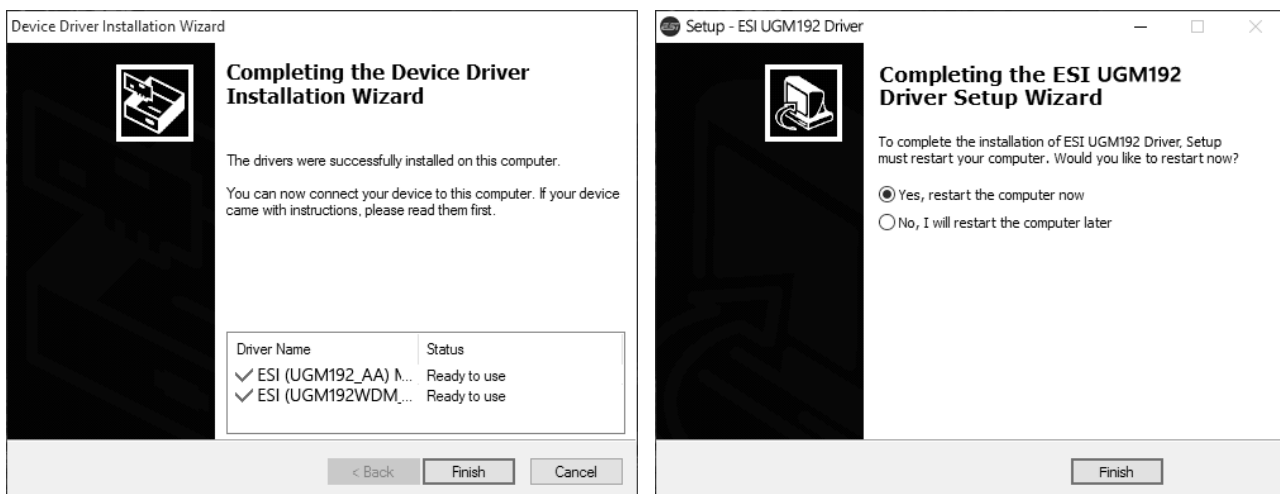 Device Driver Installation Wizard
Completing the Device Driver
Installation Wizard
The drivers were successfully installed on this computer.
You can now connect your device to this computer. If your device
came with instructions, please read them first.
Driver Name Status
ESI (UGM192_AA) M... Ready to use
ESI (UGM192WDM_... Ready to use
< Back Finish Cancel
ESI Setup - ESI UGM192 Driver
Completing the ESI UGM192
Driver Setup Wizard
To complete the installation of ESI UGM192 Driver, Setup
must restart your computer. Would you like to restart now?
Yes, restart the computer now
No, I will restart the computer later
Finish